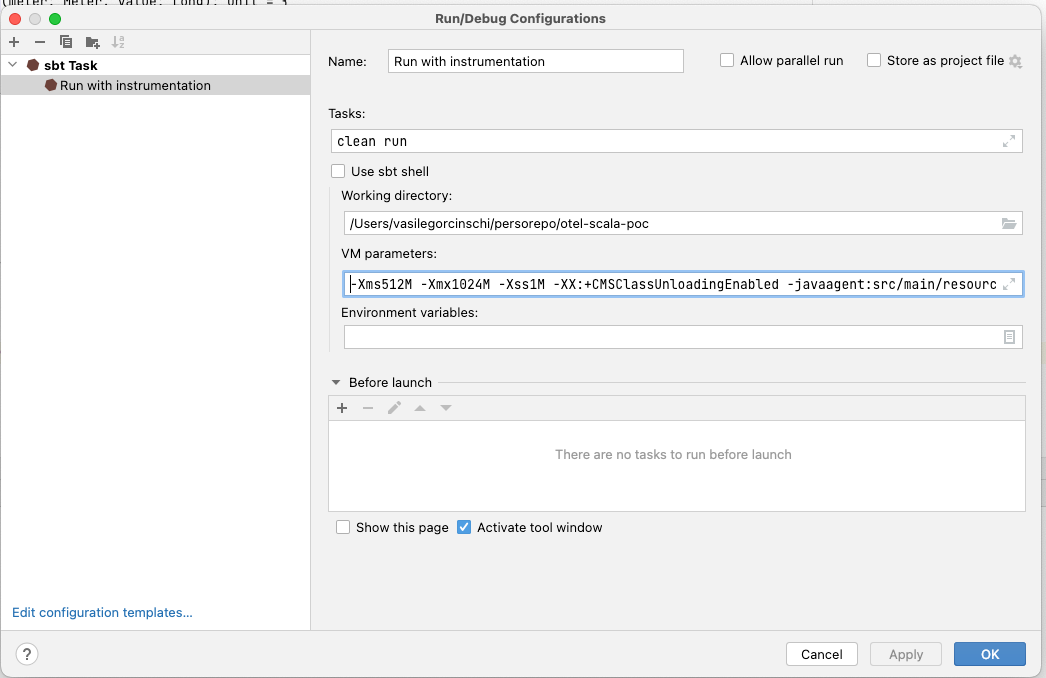 Run/Debug Configurations
sbt Task
Run with instrumentation
Name:
Run with instrumentation
Allow parallel run
Store as project file
Tasks:
clean run
Use sbt shell
Working directory:
/Users/vasilegorcinschi/persorepo/otel-scala-poc
VM parameters:
-Xms512M -Xmx1024M -Xss1M -XX:+CMSClassUnloadingEnabled -javaagent:src/main/resourc
Environment variables:
Before launch
There are no tasks to run before launch
Show this page
Activate tool window
Edit configuration templates...
?
Cancel
Apply
OK